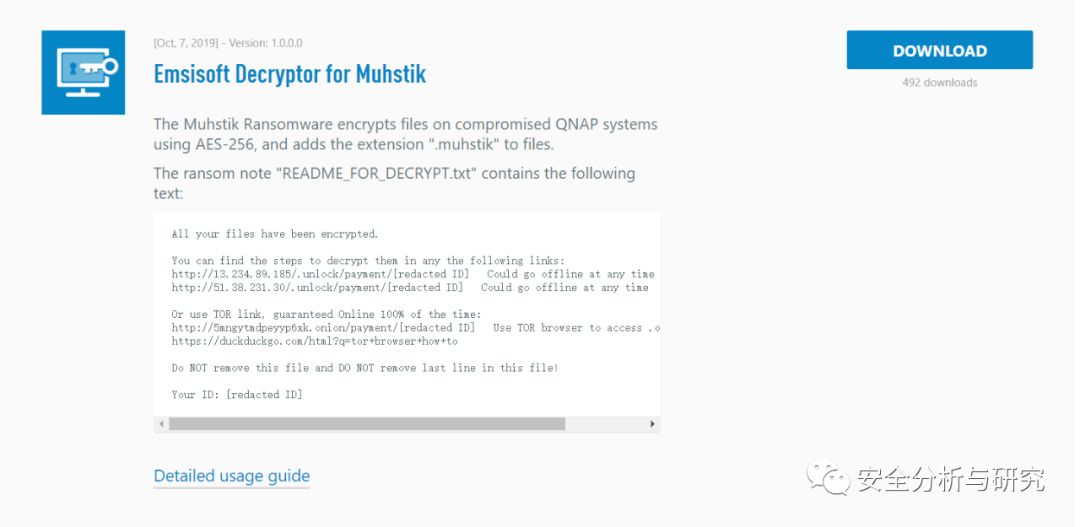 [Oct, 7, 2019] - Version: 1.0.0.0
Emsisoft Decryptor for Muhstik
DOWNLOAD
492 downloads
The Muhstik Ransomware encrypts files on compromised QNAP systems
using AES-256, and adds the extension ".muhstik" to files.
The ransom note "README_FOR_DECRYPT.txt" contains the following
text:
All your files have been encrypted.
You can find the steps to decrypt them in any the following links:
http://13.234.89.185/.unlock/payment/[redacted ID]   Could go offline at any time
http://51.38.231.30/.unlock/payment/[redacted ID]   Could go offline at any time
Or use TOR link, guaranteed Online 100% of the time:
http://5mngytmdpeyyp6xk.onion/payment/[redacted ID]   Use TOR browser to access .o
https://duckduckgo.com/html?q=tor+browser+how+to
Do NOT remove this file and DO NOT remove last line in this file!
Your ID: [redacted ID]
Detailed usage guide
安全分析与研究